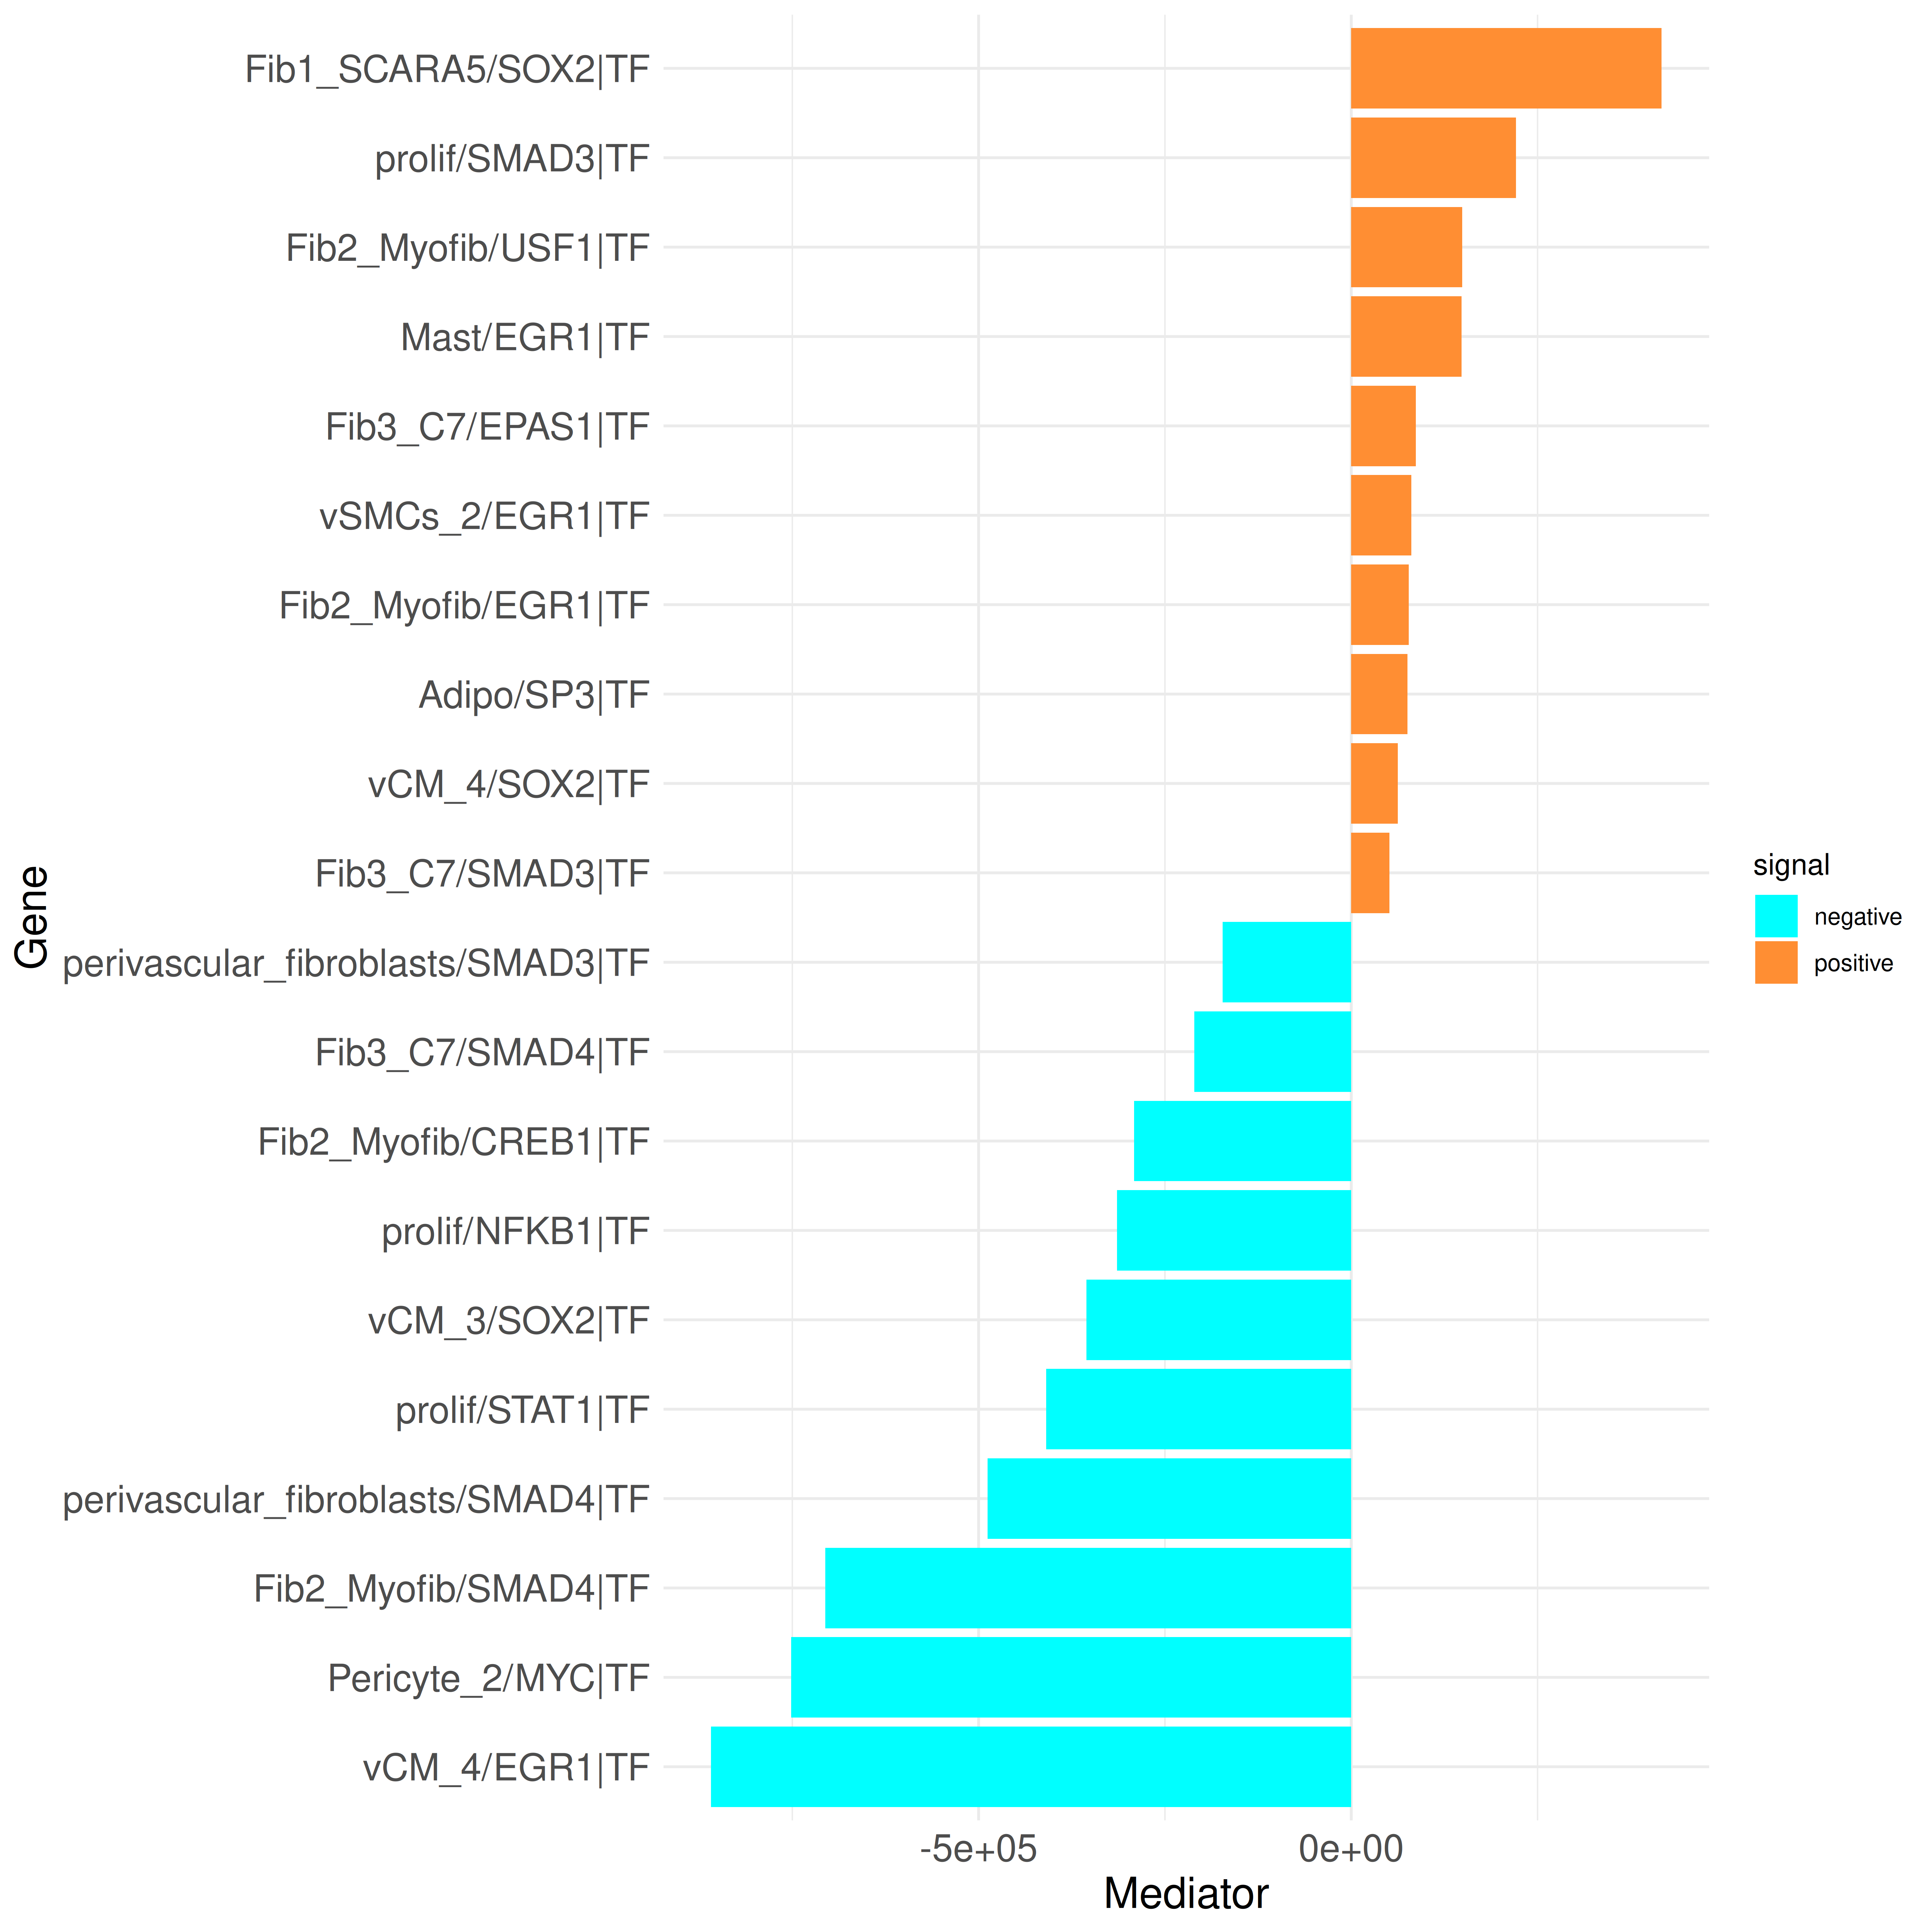 Fib1_SCARA5/SOX2|TF
prolif/SMAD3|TF
Fib2_Myofib/USF1|TF
Mast/EGR1|TF
Fib3_C7/EPAS1|TF
vSMCs_2/EGR1|TF
Fib2_Myofib/EGR1|TF
Adipo/SP3|TF
vCM_4/SOX2|TF
Fib3_C7/SMAD3|TF
perivascular_fibroblasts/SMAD3|TF
Fib3_C7/SMAD4|TF
Fib2_Myofib/CREB1|TF
prolif/NFKB1|TF
vCM_3/SOX2|TF
prolif/STAT1|TF
perivascular_fibroblasts/SMAD4|TF
Fib2_Myofib/SMAD4|TF
Pericyte_2/MYC|TF
vCM_4/EGR1|TF
Gene
-5e+05
0e+00
Mediator
signal
negative
positive